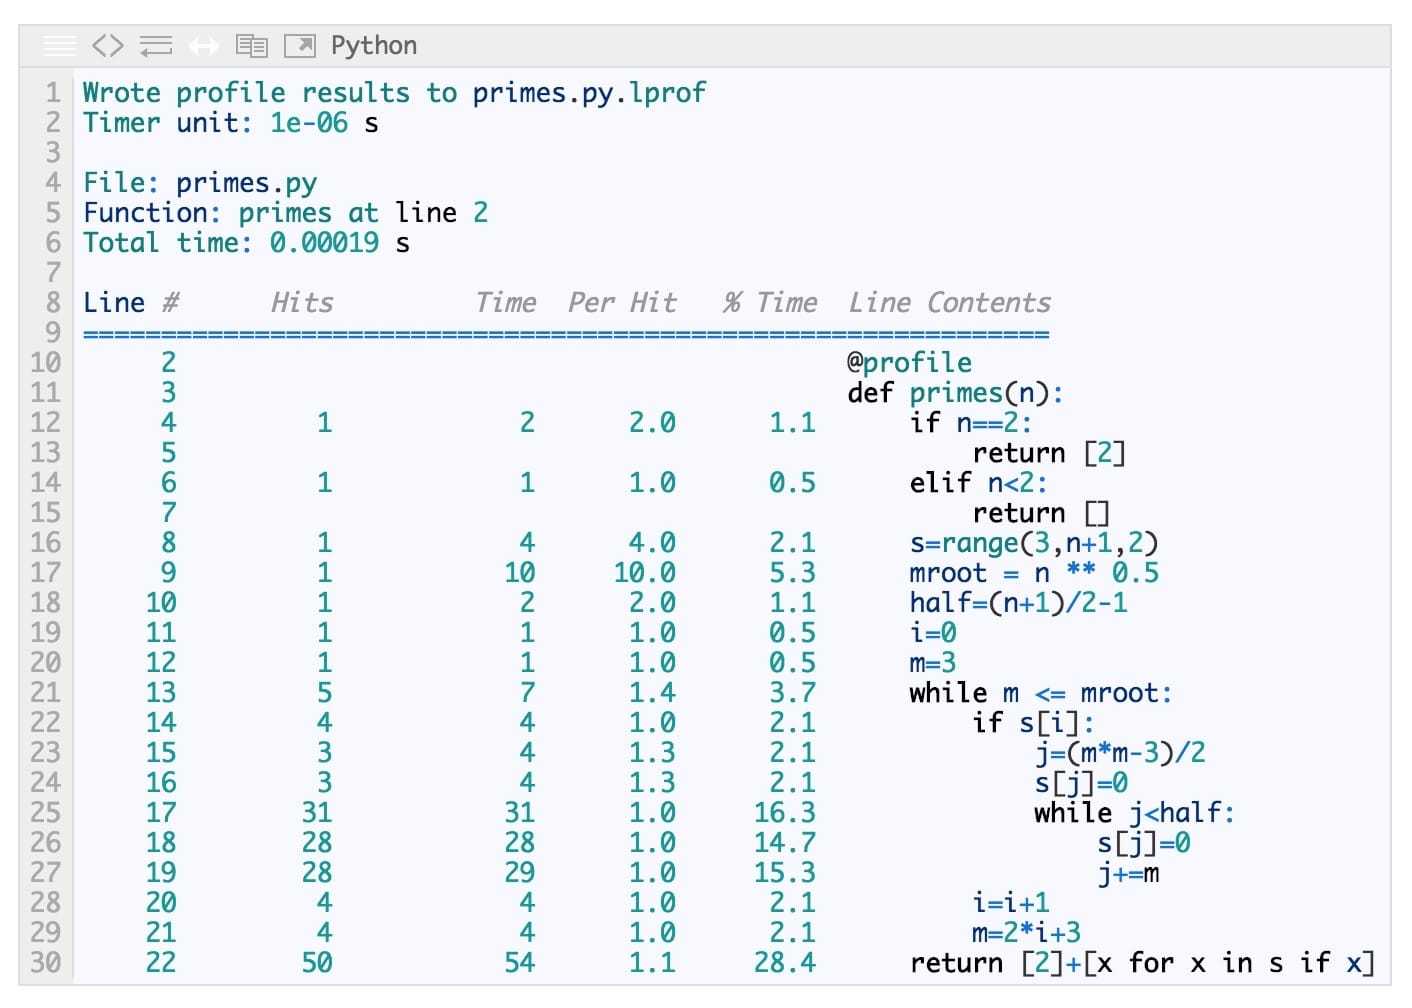 Python
1 Wrote profile results to primes.py.lprof
2 Timer unit: 1e-06 s
3
4 File: primes.py
5 Function: primes at line 2
6 Total time: 0.00019 s
7
8 Line #      Hits         Time  Per Hit   % Time  Line Contents
9 ==============================================================
10      2                                           @profile
11      3                                           def primes(n):
12      4         1            2      2.0      1.1      if n==2:
13      5                                                   return [2]
14      6         1            1      1.0      0.5      elif n<2:
15      7                                                   return []
16      8         1            4      4.0      2.1      s=range(3,n+1,2)
17      9         1           10     10.0      5.3      mroot = n ** 0.5
18     10         1            2      2.0      1.1      half=(n+1)/2-1
19     11         1            1      1.0      0.5      i=0
20     12         1            1      1.0      0.5      m=3
21     13         5            7      1.4      3.7      while m <= mroot:
22     14         4            4      1.0      2.1          if s[i]:
23     15         3            4      1.3      2.1              j=(m*m-3)/2
24     16         3            4      1.3      2.1              s[j]=0
25     17        31           31      1.0     16.3              while j<half:
26     18        28           28      1.0     14.7                  s[j]=0
27     19        28           29      1.0     15.3                  j+=m
28     20         4            4      1.0      2.1          i=i+1
29     21         4            4      1.0      2.1          m=2*i+3
30     22        50           54      1.1     28.4      return [2]+[x for x in s if x]